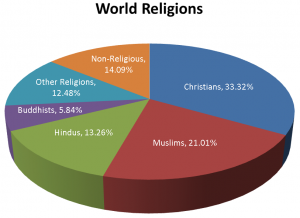 World Religions
Non-Religious,
14.09%
Christians, 33.32%
Other Religions,
12.48%
Buddhists, 5.84%
Hindus, 13.26%
Muslims, 21.01%